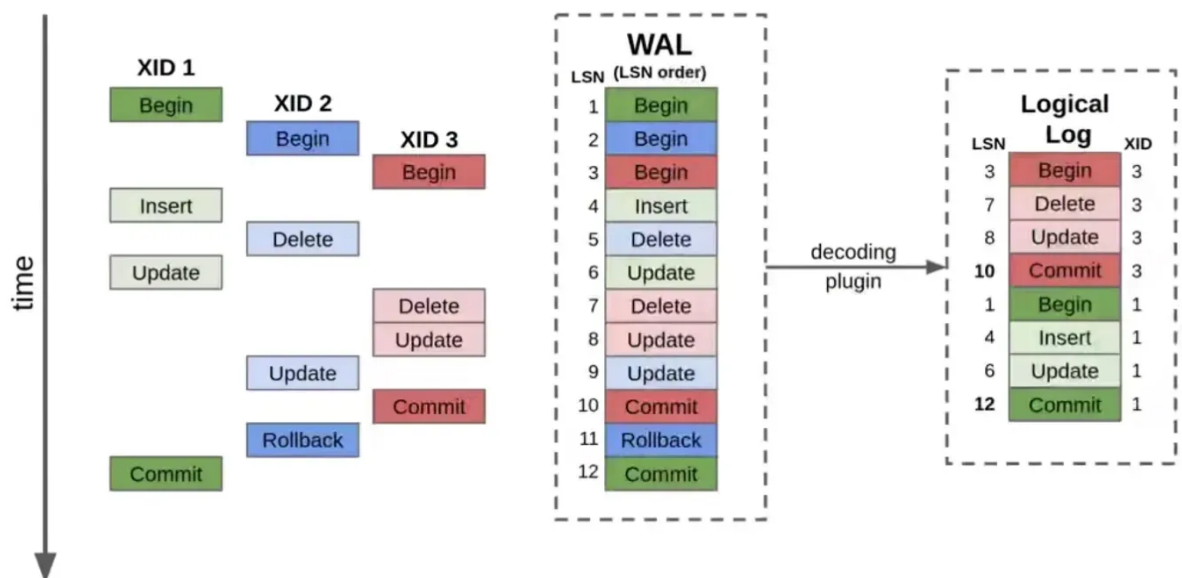 time
XID 1
Begin
Insert
Update
Commit
XID 2
Begin
Delete
Update
Rollback
XID 3
Begin
Delete
Update
Commit
WAL
LSN (LSN order)
1 Begin
2 Begin
3 Begin
4 Insert
5 Delete
6 Update
7 Delete
8 Update
9 Update
10 Commit
11 Rollback
12 Commit
decoding
plugin
Logical
Log
LSN XID
3 Begin 3
7 Delete 3
8 Update 3
10 Commit 3
1 Begin 1
4 Insert 1
6 Update 1
12 Commit 1